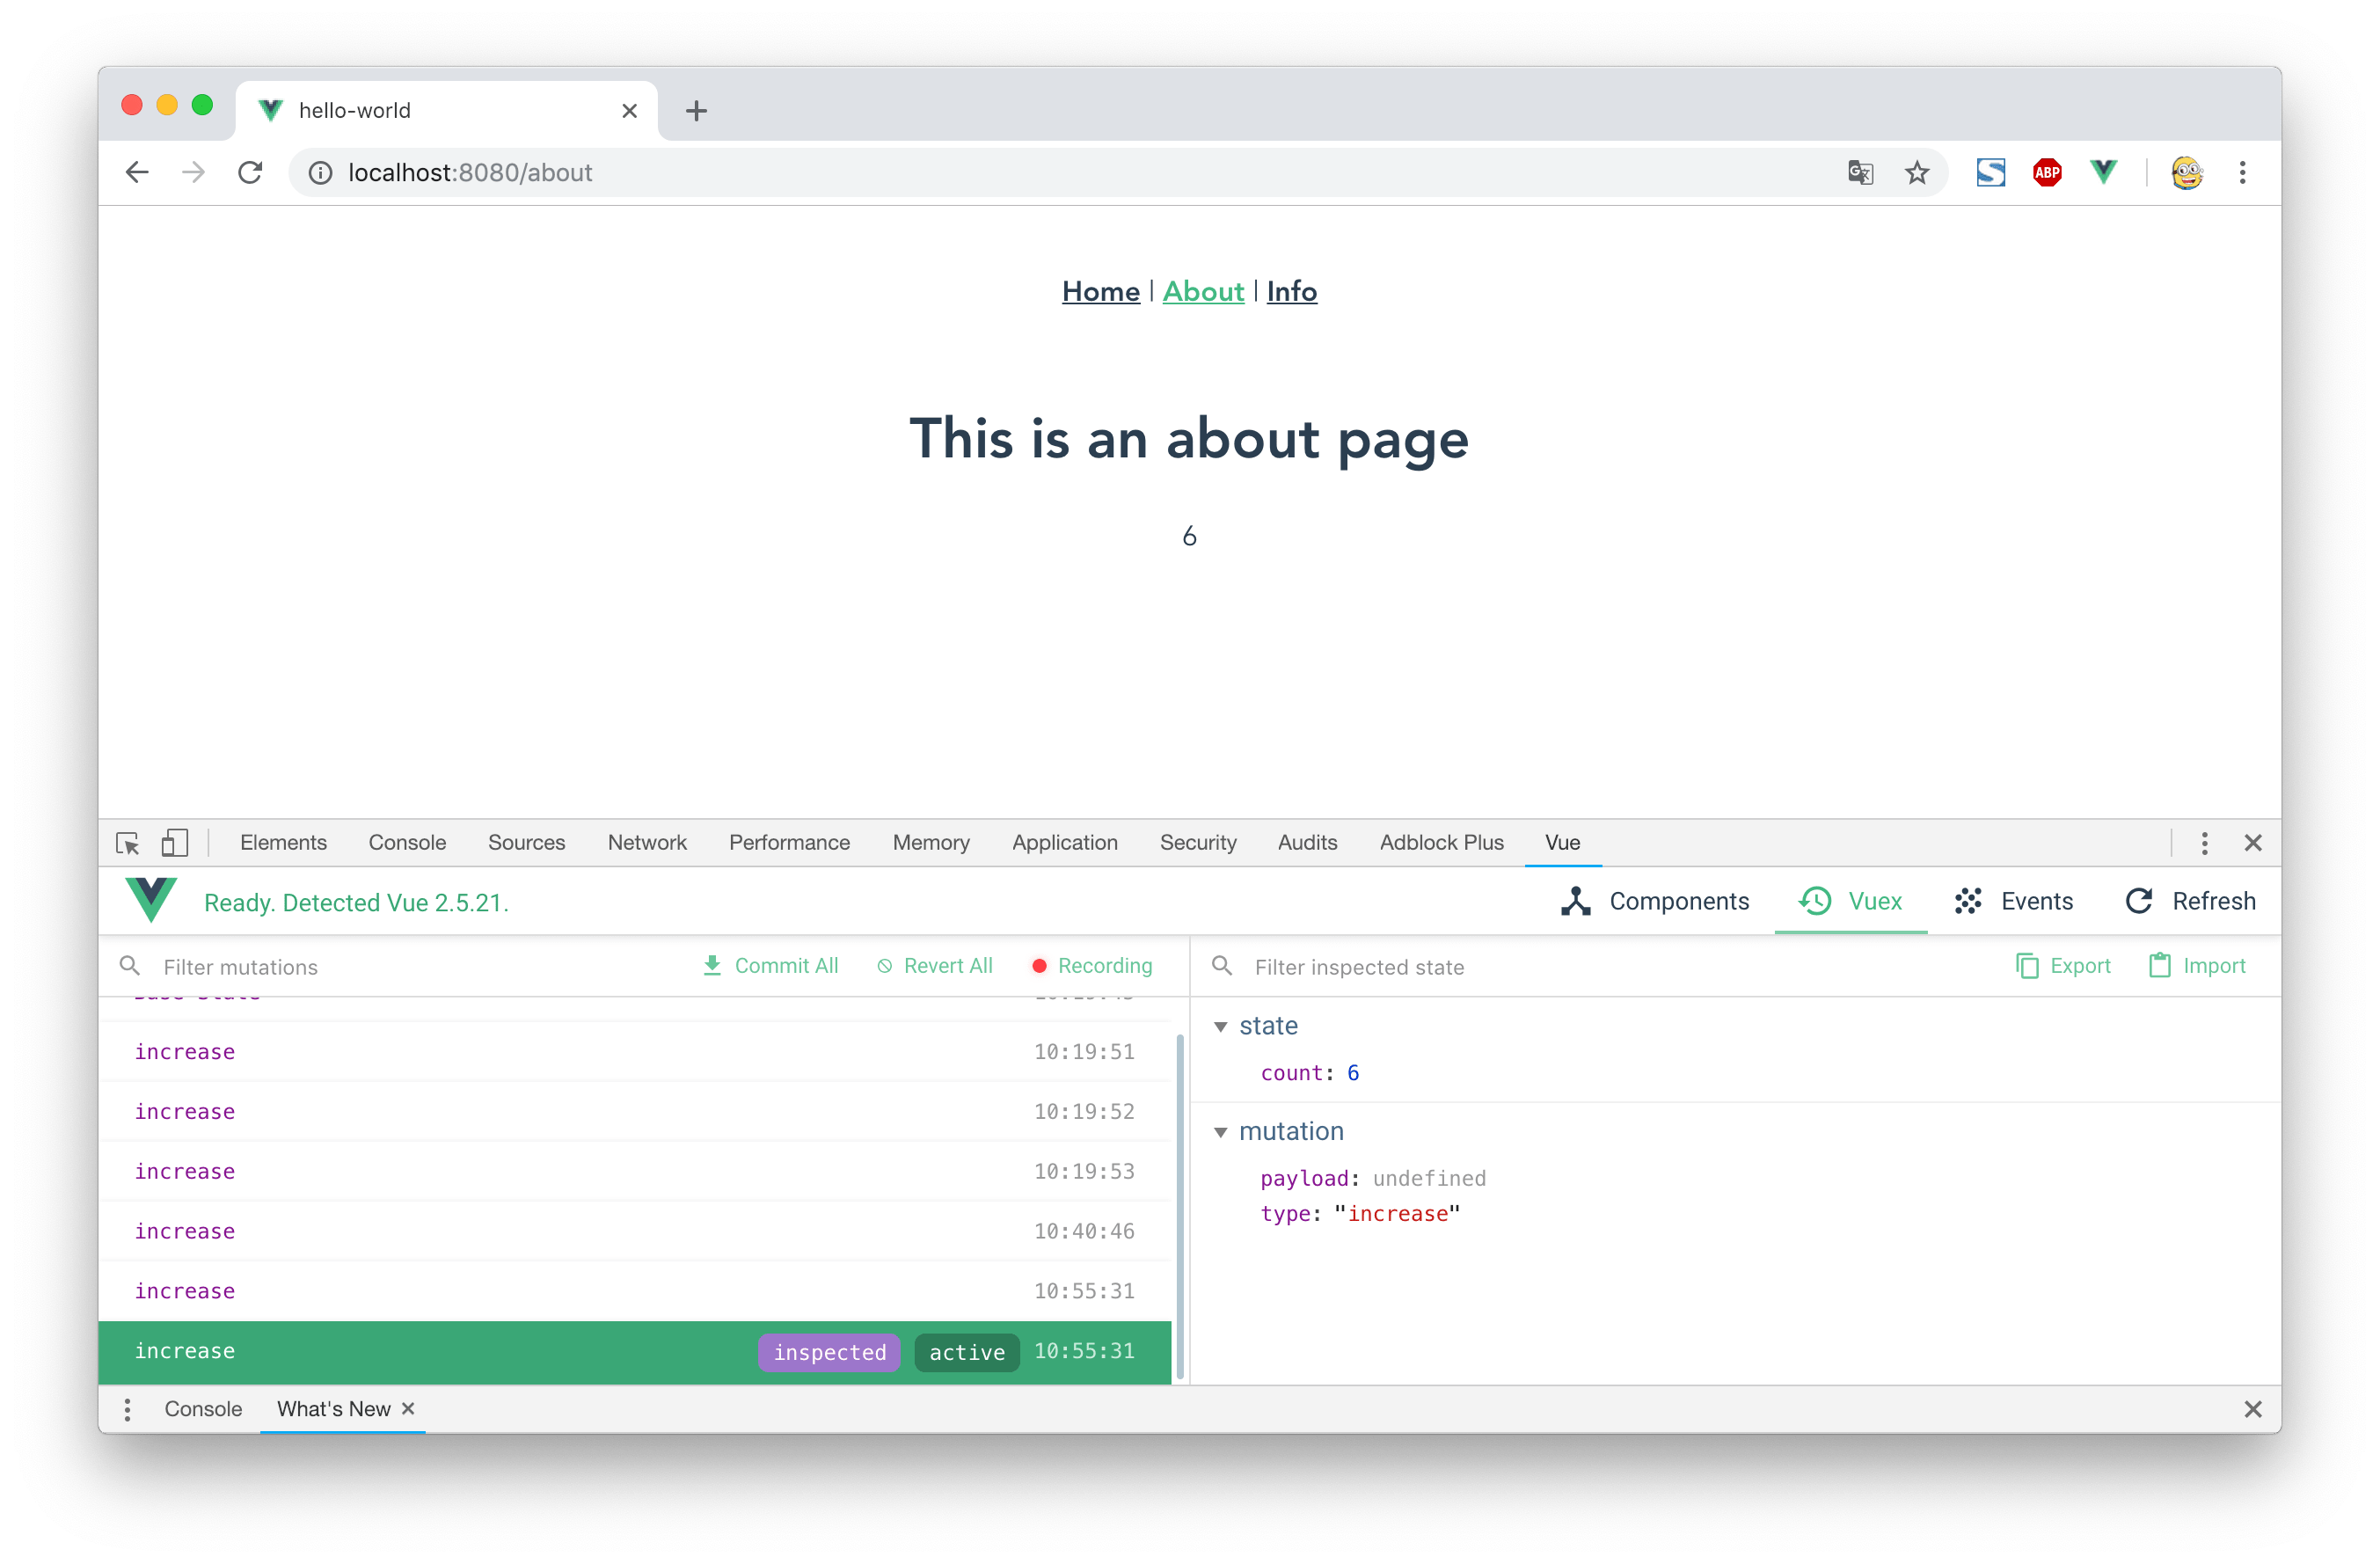 hello-world
localhost:8080/about
ABP
Home | About | Info
This is an about page
6
Elements Console Sources Network Performance Memory Application Security Audits Adblock Plus Vue
Ready. Detected Vue 2.5.21.
Components Vuex Events Refresh
Filter mutations Commit All Revert All Recording
Filter inspected state Export Import
increase 10:19:51
increase 10:19:52
increase 10:19:53
increase 10:40:46
increase 10:55:31
increase inspected active 10:55:31
state
count: 6
mutation
payload: undefined
type: "increase"
Console What's New